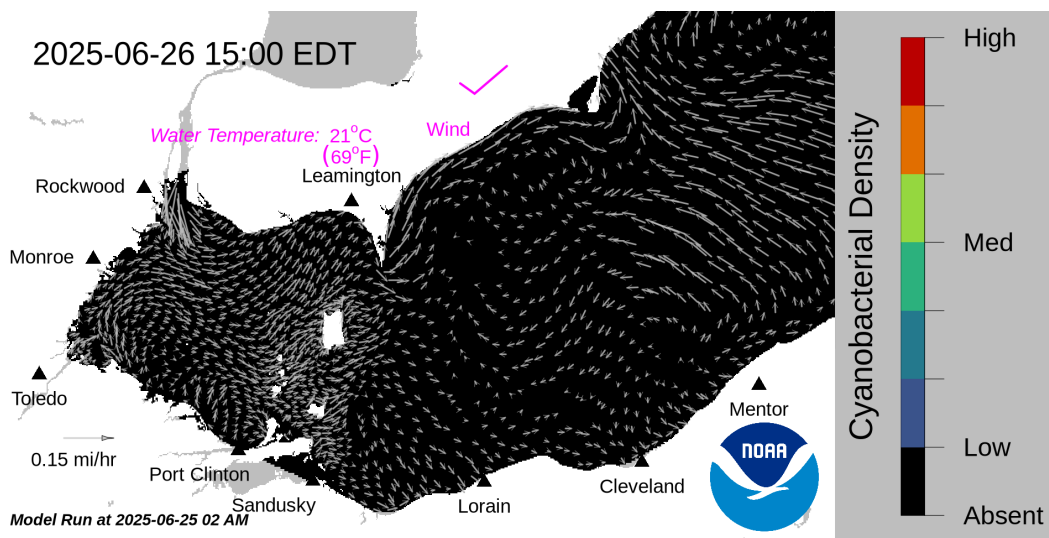 2025-06-26 15:00 EDT
Water Temperature: 21°C
(69°F)
Wind
Leamington
Rockwood
Monroe
Toledo
0.15 mi/hr
Port Clinton
Sandusky
Lorain
Cleveland
Mentor
NOAA
Model Run at 2025-06-25 02 AM
Cyanobacterial Density
High
Med
Low
Absent